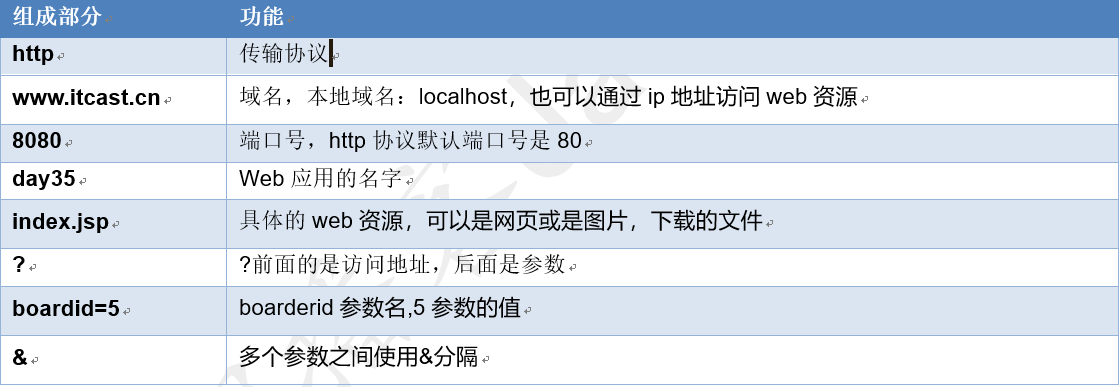 组成部分 功能
http 传输协议
www.itcast.cn 域名，本地域名：localhost，也可以通过 ip 地址访问 web 资源
8080 端口号，http 协议默认端口号是 80
day35 Web 应用的名字
index.jsp 具体的 web 资源，可以是网页或是图片，下载的文件
? ?前面的是访问地址，后面是参数
boardid=5 boarderid 参数名,5 参数的值
& 多个参数之间使用&分隔